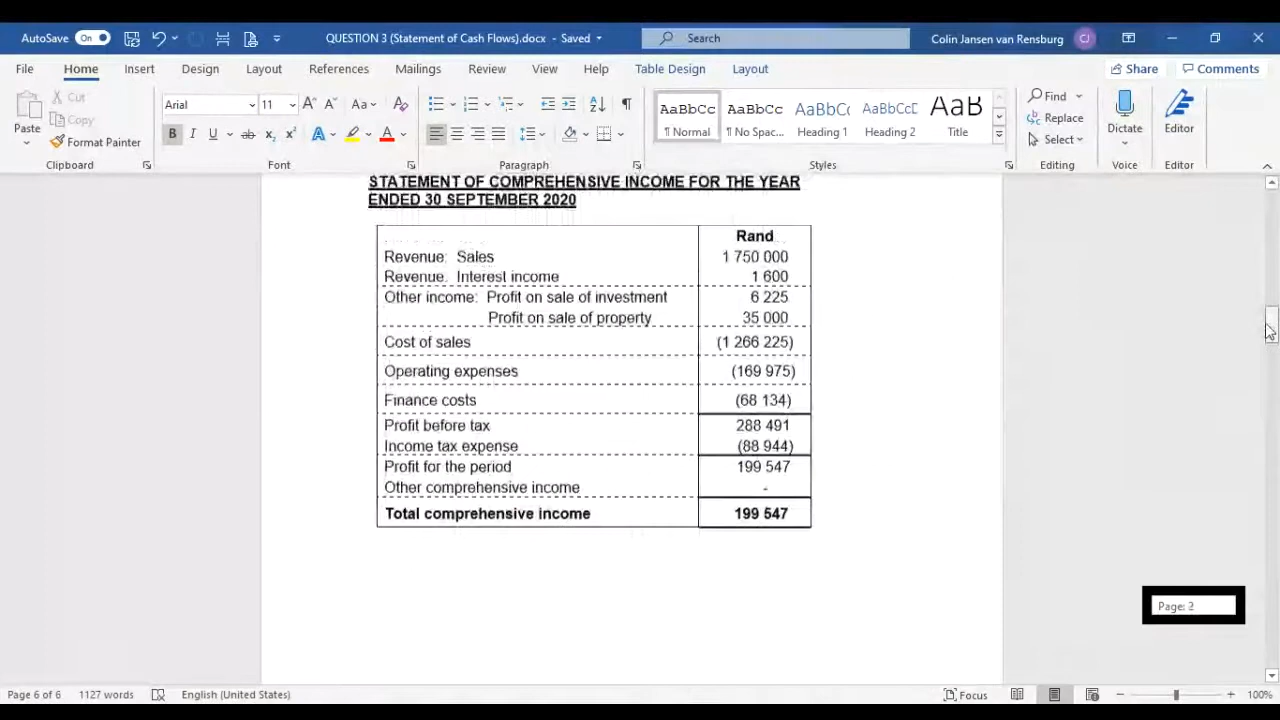 AutoSave On QUESTION 3 (Statement of Cash Flows).docx - Saved Search Colin Jansen van Rensburg CJ
File Home Insert Design Layout References Mailings Review View Help Table Design Layout Share Comments
Paste Cut Copy Format Painter
Arial 11 Aa
B I U ab x₂ x² A A
AaBbCc AaBbCc AaBbC AaBbCc AaB
¶ Normal ¶ No Spac... Heading 1 Heading 2 Title
Find Replace Select
Dictate Editor
Clipboard Font Paragraph Styles Editing Voice Editor
STATEMENT OF COMPREHENSIVE INCOME FOR THE YEAR
ENDED 30 SEPTEMBER 2020
Rand
Revenue: Sales 1 750 000
Revenue. Interest income 1 600
Other income: Profit on sale of investment 6 225
Profit on sale of property 35 000
Cost of sales (1 266 225)
Operating expenses (169 975)
Finance costs (68 134)
Profit before tax 288 491
Income tax expense (88 944)
Profit for the period 199 547
Other comprehensive income -
Total comprehensive income 199 547
Page: 2
Page 6 of 6 1127 words English (United States) Focus 100%